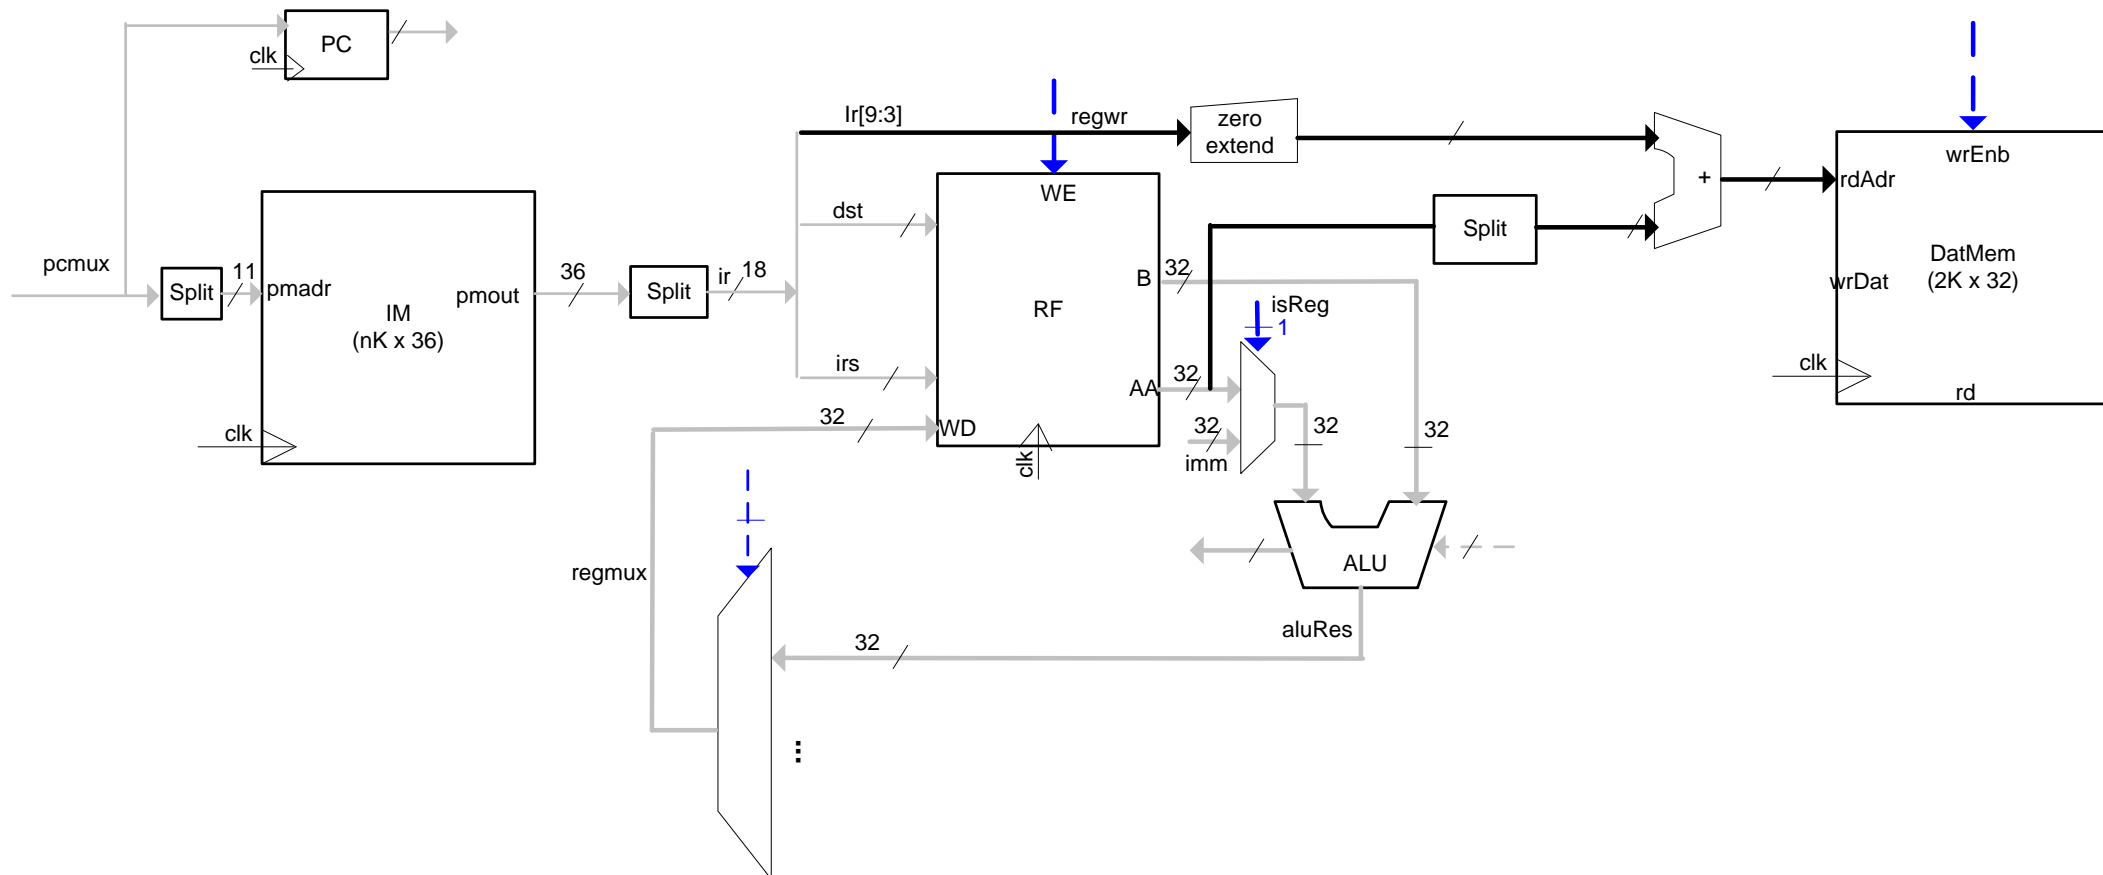 PC
clk
Ir[9:3]
regwr
zero
extend
wrEnb
WE
rdAdr
+
dst
Split
pcmux
11
36
ir
18
B
32
DatMem
(2K x 32)
Split
pmadr
pmout
Split
wrDat
IM
(nK x 36)
RF
isReg
1
irs
AA
32
clk
rd
32
WD
32
32
32
clk
clk
imm
regmux
ALU
aluRes
32
...